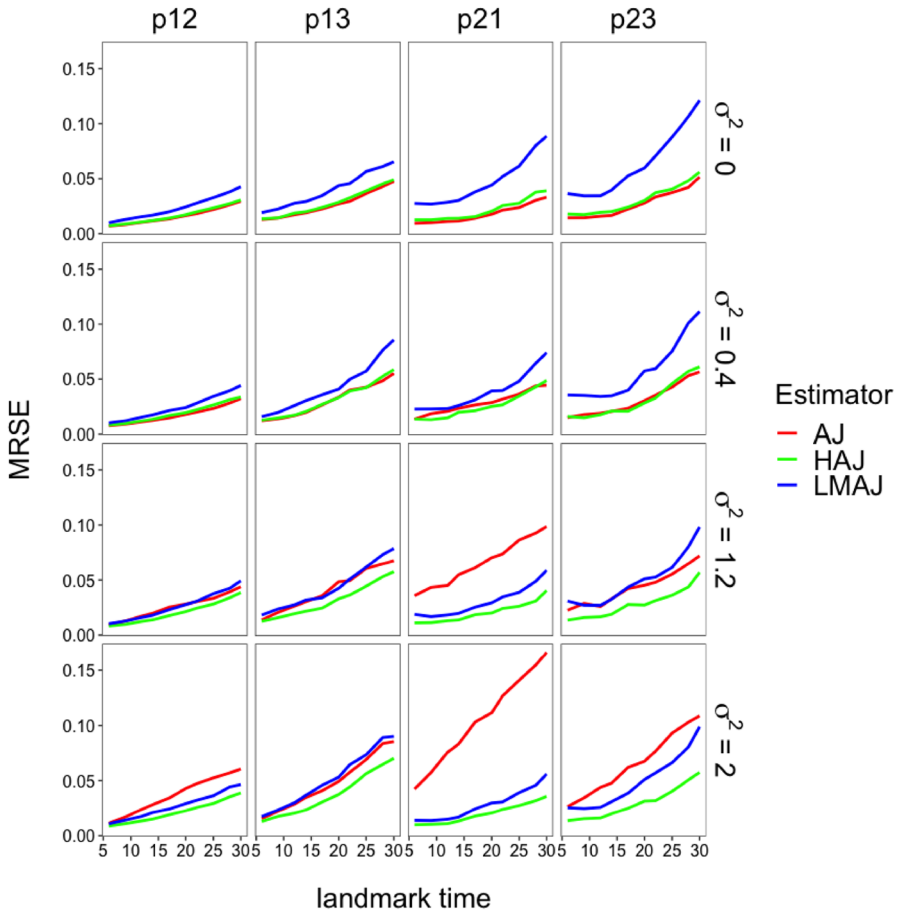 p12 p13 p21 p23
0.15
0.10
0.05
0.00
σ² = 0
0.15
0.10
0.05
0.00
σ² = 0.4
0.15
0.10
0.05
0.00
σ² = 1.2
0.15
0.10
0.05
0.00
σ² = 2
MRSE
5 10 15 20 25 30 5 10 15 20 25 30 5 10 15 20 25 30 5 10 15 20 25 30
landmark time
Estimator
AJ
HAJ
LMAJ